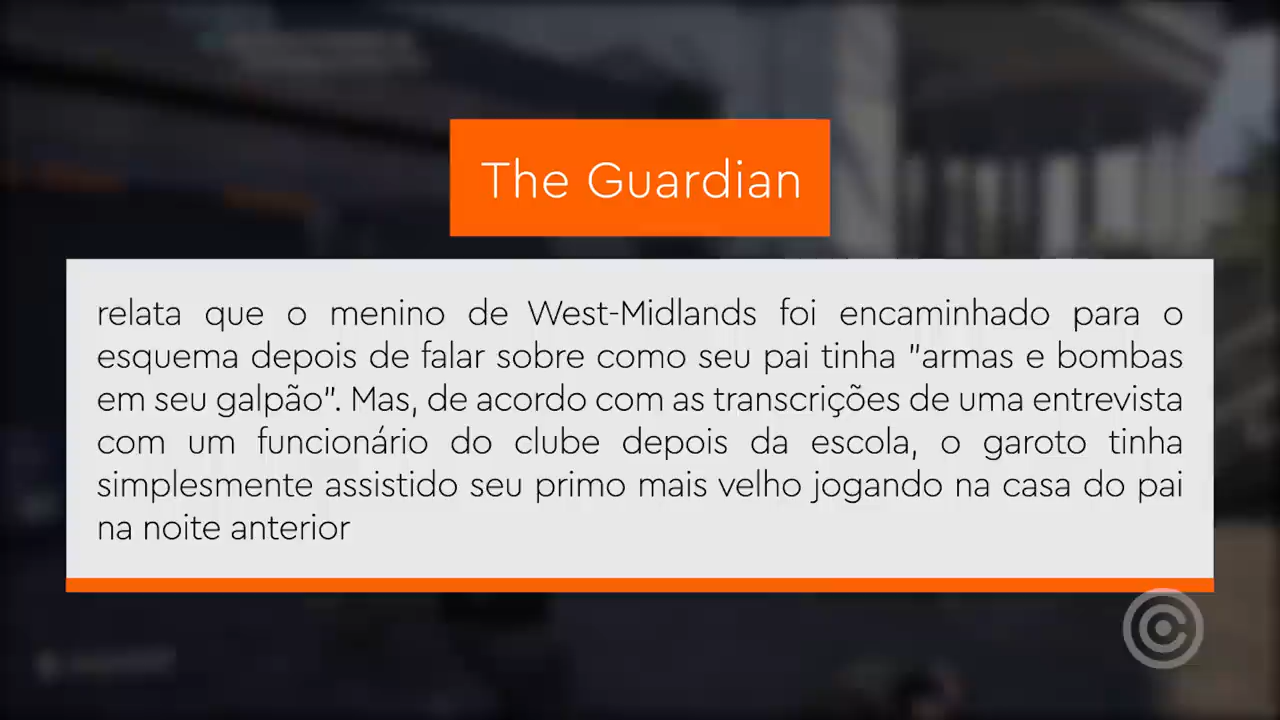 The Guardian
relata que o menino de West-Midlands foi encaminhado para o
esquema depois de falar sobre como seu pai tinha "armas e bombas
em seu galpão". Mas, de acordo com as transcrições de uma entrevista
com um funcionário do clube depois da escola, o garoto tinha
simplesmente assistido seu primo mais velho jogando na casa do pai
na noite anterior